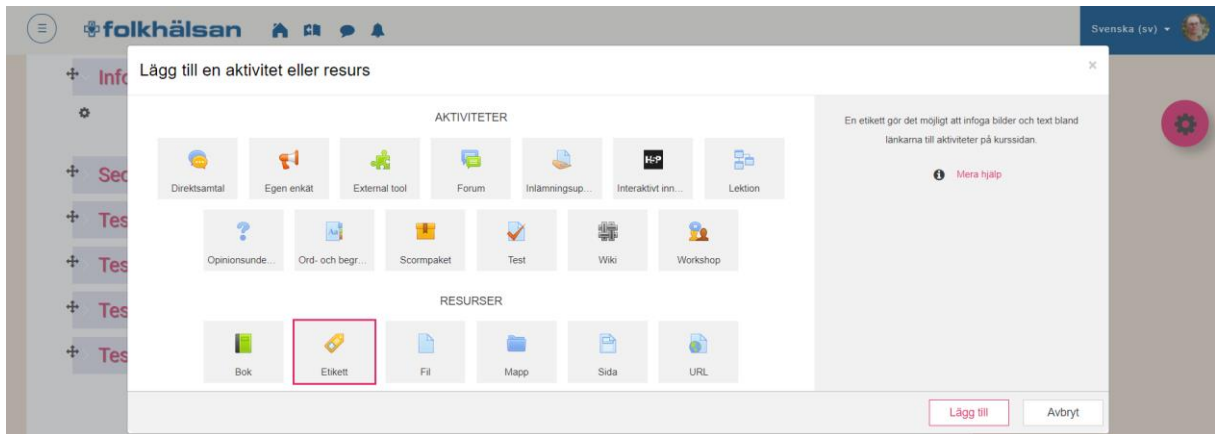 folkhälsan
Svenska (sv)
Lägg till en aktivitet eller resurs
×
Info
AKTIVITETER
En etikett gör det möjligt att infoga bilder och text bland
länkarna till aktiviteter på kurssidan.
Mera hjälp
Direktsamtal Egen enkät External tool Forum Inlämningsup... Interaktivt inn... Lektion
H5P
Sec
Tes
Opinionsunde... Ord- och begr... Scormpaket Test Wiki Workshop
Tes
RESURSER
Tes
Tes
Bok Etikett Fil Mapp Sida URL
Lägg till Avbryt